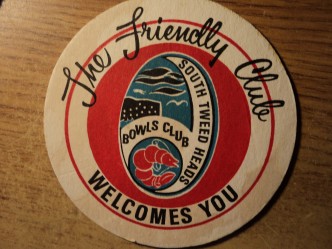 The Friendly Club
SOUTH TWEED HEADS
BOWLS CLUB
WELCOMES YOU